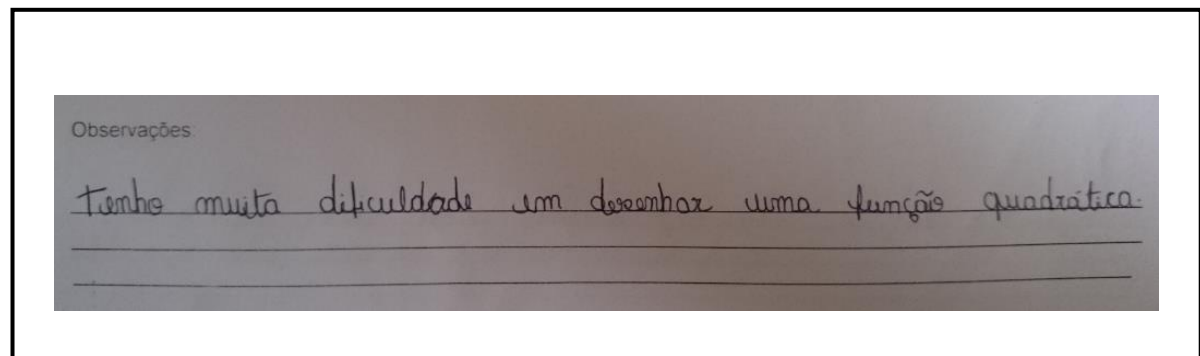 Observações:
Tenho muita dificuldade em desenhar uma função quadrática.